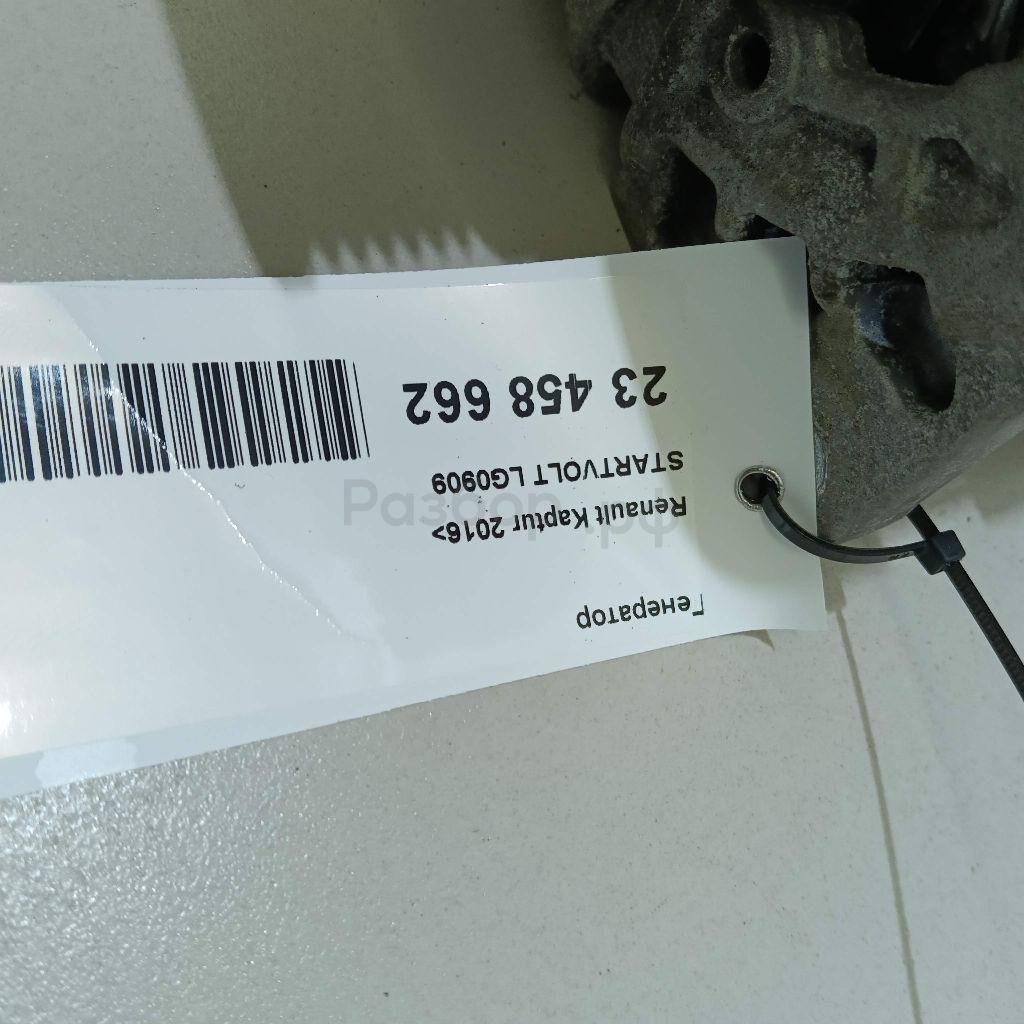 Генератор
Renault Kaptur 2016>
STARTVOLT LG0909
23 458 662
Разбор.рф